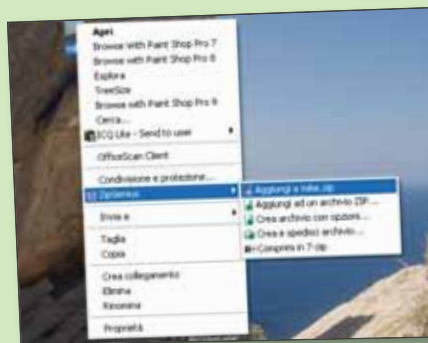 Apri
Browse with Paint Shop Pro 7
Browse with Paint Shop Pro 8
Esplora
TreeSize
Browse with Paint Shop Pro 9
Cerca...
ICQ Lite - Send to user
OfficeScan Client
Condivisione e protezione...
ZipGenius
Invia a
Taglia
Copia
Crea collegamento
Elimina
Rinomina
Proprietà
Aggiungi a .zip
Aggiungi ad un archivio ZIP...
Crea archivio con opzioni...
Crea e spedisci archivio...
Comprimi in 7-zip